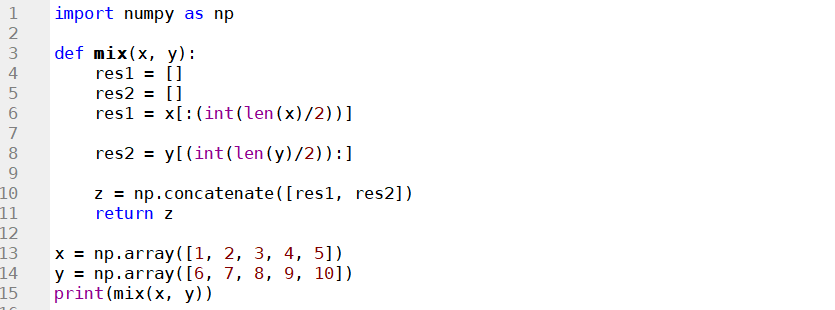 1 import numpy as np
2
3 def mix(x, y):
4     res1 = []
5     res2 = []
6     res1 = x[:(int(len(x)/2))]
7
8     res2 = y[(int(len(y)/2)):]
9
10     z = np.concatenate([res1, res2])
11     return z
12
13 x = np.array([1, 2, 3, 4, 5])
14 y = np.array([6, 7, 8, 9, 10])
15 print(mix(x, y))